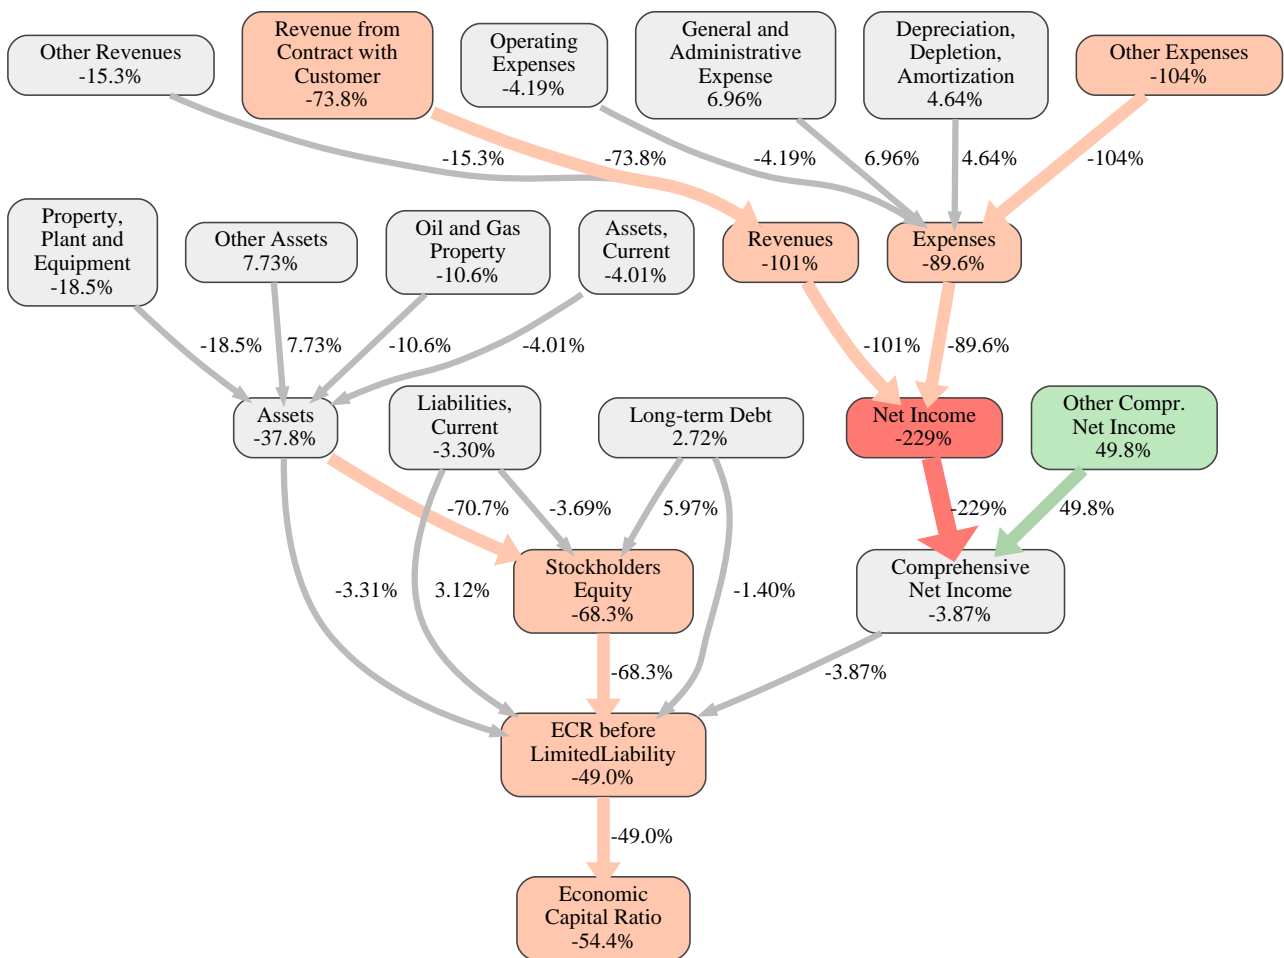 Other Revenues
-15.3%
Revenue from
Contract with
Customer
-73.8%
Operating
Expenses
-4.19%
General and
Administrative
Expense
6.96%
Depreciation,
Depletion,
Amortization
4.64%
Other Expenses
-104%
-15.3%
-73.8%
-4.19%
6.96%
4.64%
-104%
Property,
Plant and
Equipment
-18.5%
Other Assets
7.73%
Oil and Gas
Property
-10.6%
Assets,
Current
-4.01%
Revenues
-101%
Expenses
-89.6%
-18.5%
7.73%
-10.6%
-4.01%
-101%
-89.6%
Assets
-37.8%
Liabilities,
Current
-3.30%
Long-term Debt
2.72%
Net Income
-229%
Other Compr.
Net Income
49.8%
-70.7%
-3.69%
5.97%
-229%
49.8%
Stockholders
Equity
-68.3%
Comprehensive
Net Income
-3.87%
-3.31%
3.12%
-1.40%
-68.3%
-3.87%
ECR before
LimitedLiability
-49.0%
-49.0%
Economic
Capital Ratio
-54.4%